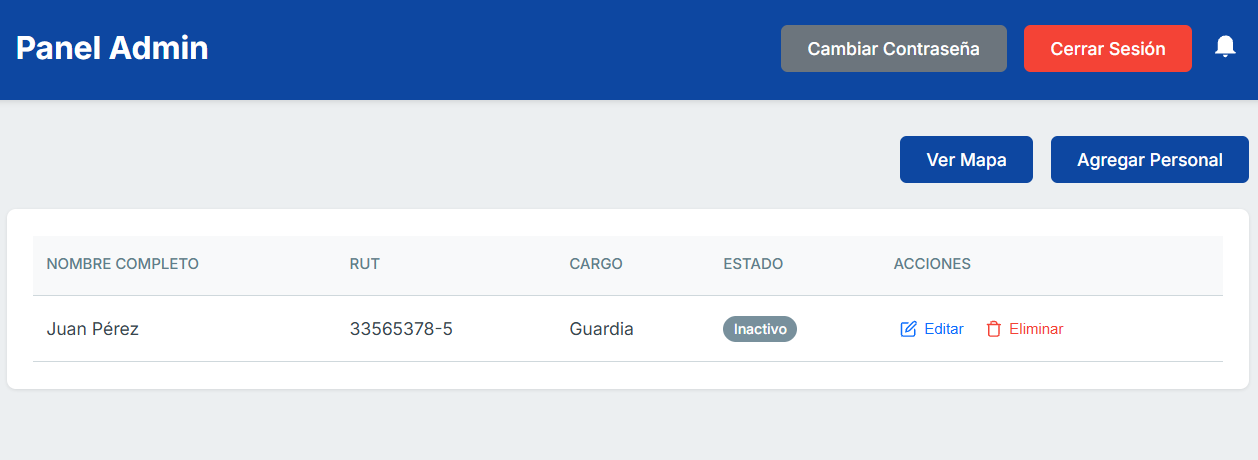 Panel Admin
Cambiar Contraseña
Cerrar Sesión
Ver Mapa
Agregar Personal
NOMBRE COMPLETO RUT CARGO ESTADO ACCIONES
Juan Pérez 33565378-5 Guardia Inactivo Editar Eliminar